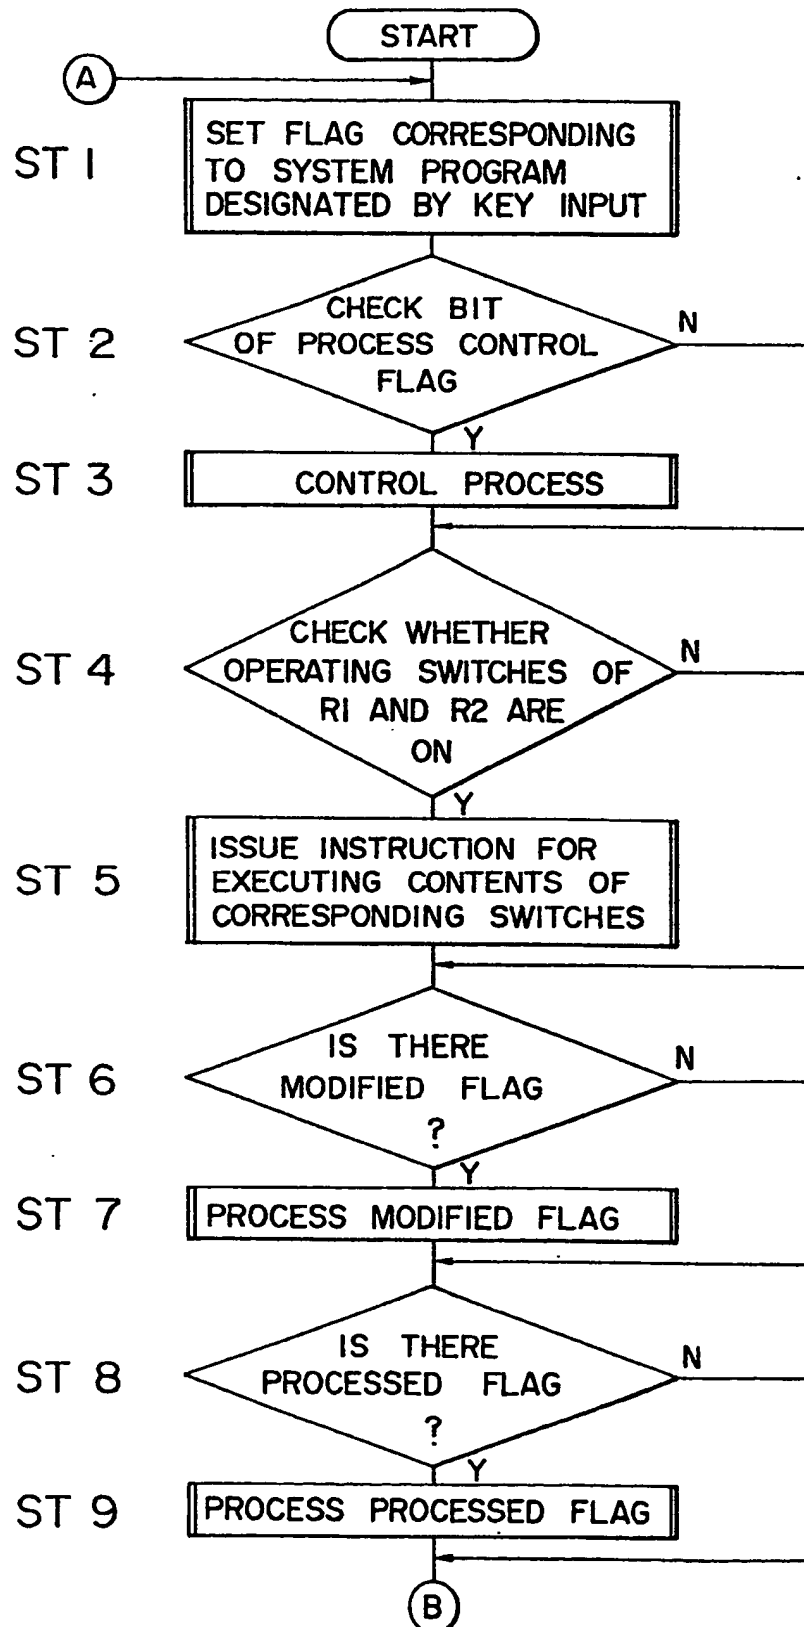 START
A
ST 1
SET FLAG CORRESPONDING
TO SYSTEM PROGRAM
DESIGNATED BY KEY INPUT
ST 2
CHECK BIT
OF PROCESS CONTROL
FLAG
N
Y
ST 3
CONTROL PROCESS
ST 4
CHECK WHETHER
OPERATING SWITCHES OF
R1 AND R2 ARE
ON
N
Y
ST 5
ISSUE INSTRUCTION FOR
EXECUTING CONTENTS OF
CORRESPONDING SWITCHES
ST 6
IS THERE
MODIFIED FLAG
?
N
Y
ST 7
PROCESS MODIFIED FLAG
ST 8
IS THERE
PROCESSED FLAG
?
N
Y
ST 9
PROCESS PROCESSED FLAG
B